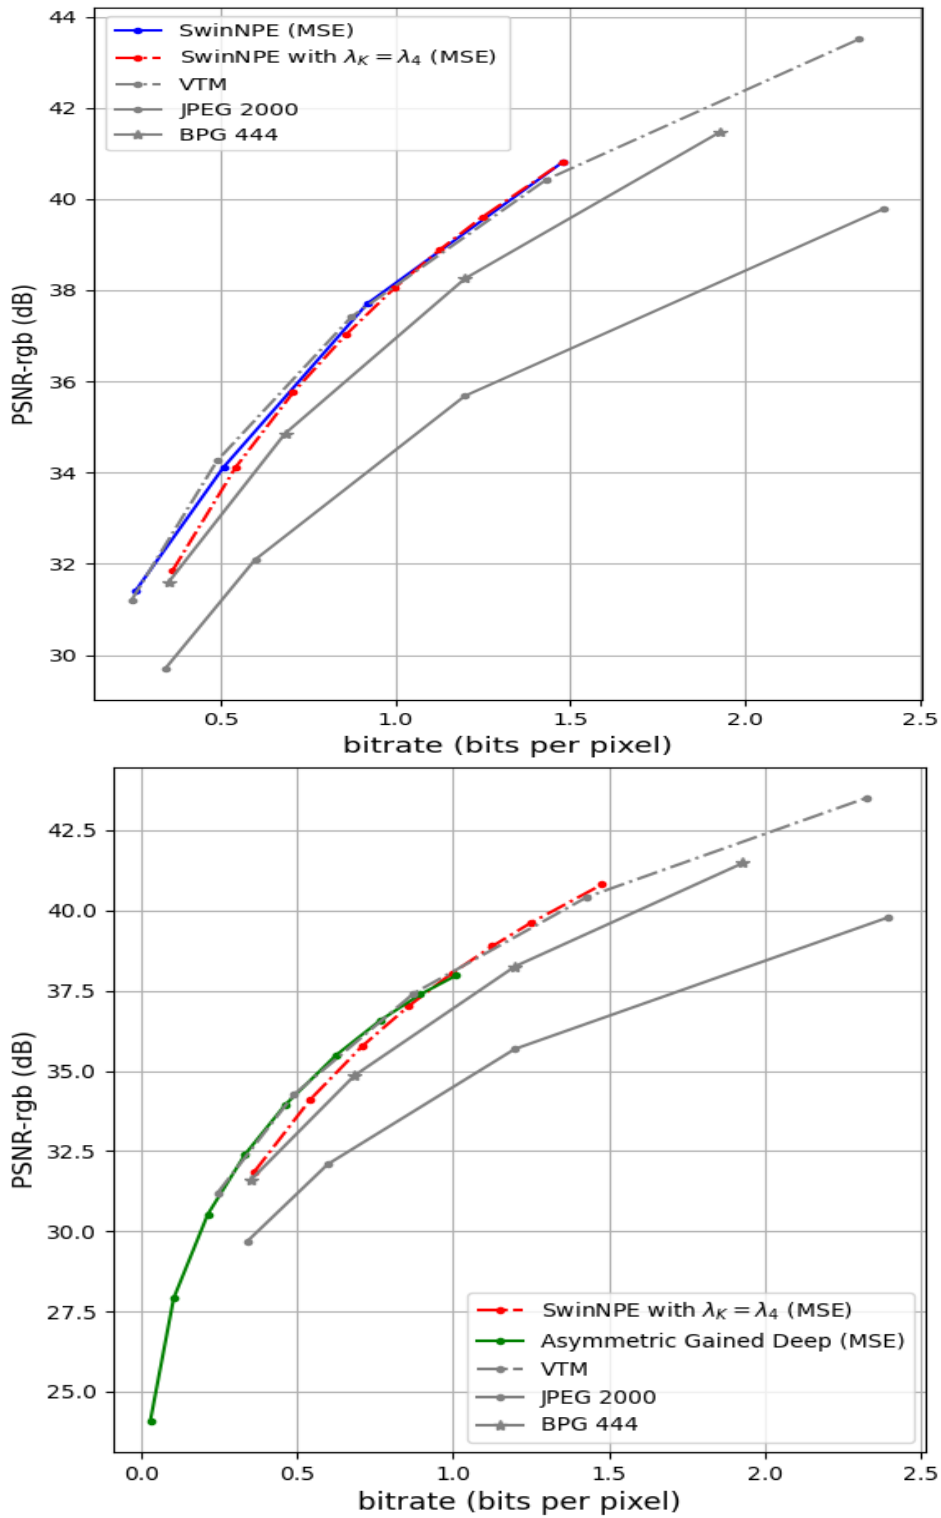 44
42
40
38
36
34
32
30
PSNR-rgb (dB)
SwinNPE (MSE)
SwinNPE with λ_K = λ_4 (MSE)
VTM
JPEG 2000
BPG 444
0.5 1.0 1.5 2.0 2.5
bitrate (bits per pixel)
42.5
40.0
37.5
35.0
32.5
30.0
27.5
25.0
PSNR-rgb (dB)
SwinNPE with λ_K = λ_4 (MSE)
Asymmetric Gained Deep (MSE)
VTM
JPEG 2000
BPG 444
0.0 0.5 1.0 1.5 2.0 2.5
bitrate (bits per pixel)